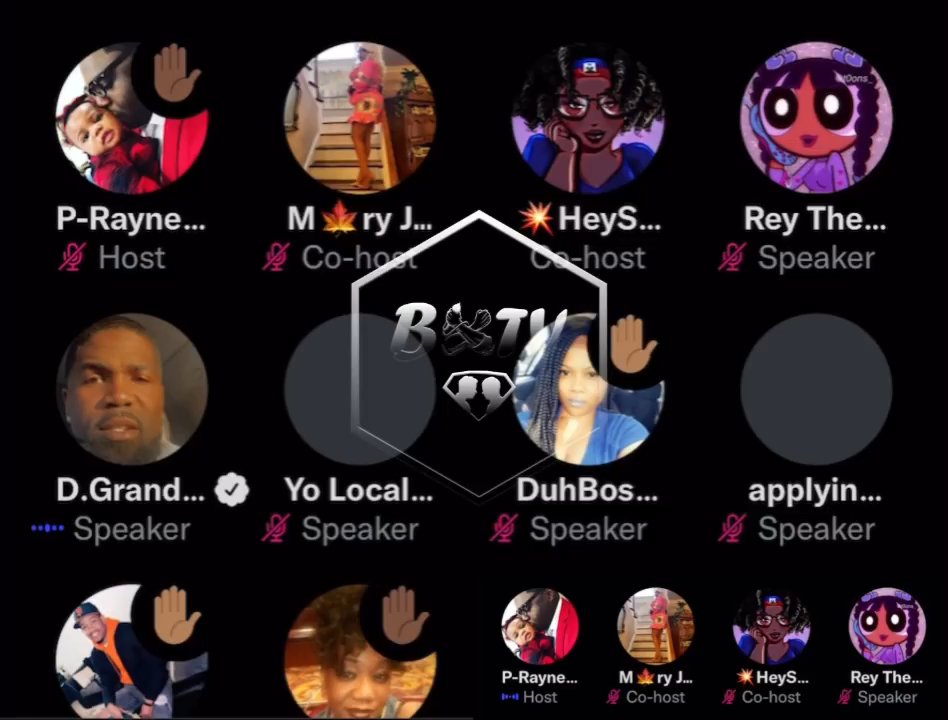 P-Rayne...
M🍁ry J...
💥HeyS...
Rey The...
Host
Co-host
Co-host
Speaker
BTV
D.Grand...
Yo Local...
DuhBos...
applyin...
Speaker
Speaker
Speaker
Speaker
P-Rayne...
M🍁ry J...
💥HeyS...
Rey The...
Host
Co-host
Co-host
Speaker